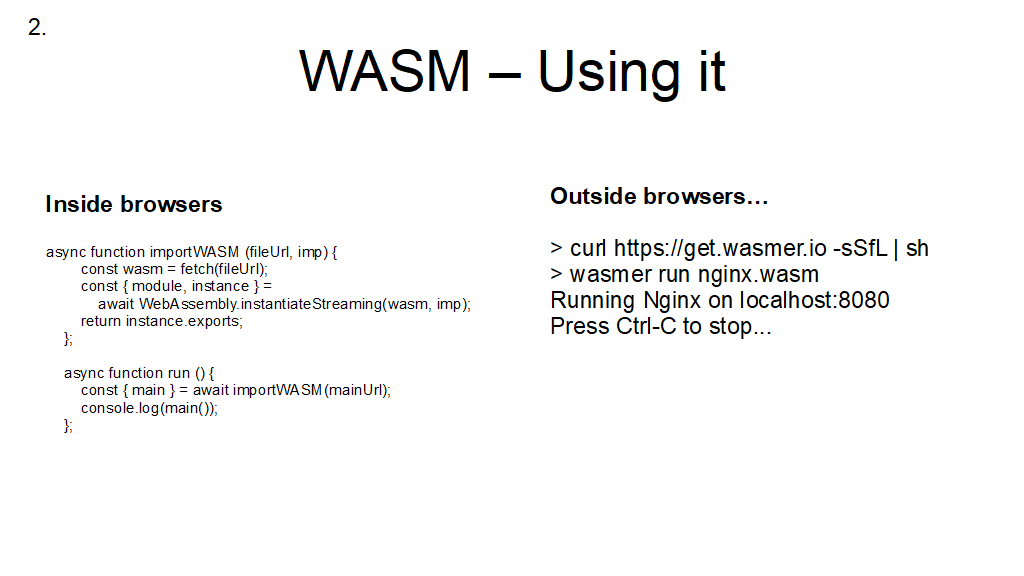 2.
WASM – Using it
Inside browsers
async function importWASM (fileUrl, imp) {
const wasm = fetch(fileUrl);
const { module, instance } =
await WebAssembly.instantiateStreaming(wasm, imp);
return instance.exports;
};
async function run () {
const { main } = await importWASM(mainUrl);
console.log(main());
};
Outside browsers…
> curl https://get.wasmer.io -sSfL | sh
> wasmer run nginx.wasm
Running Nginx on localhost:8080
Press Ctrl-C to stop...